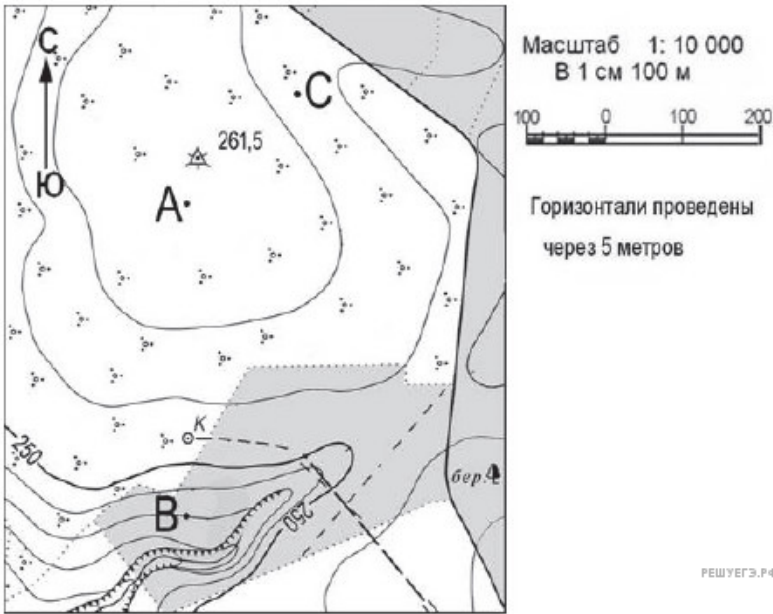 С
Ю
С
261,5
А
К
250
В
250
бер.
Масштаб 1: 10 000
В 1 см 100 м
100 0 100 200
Горизонтали проведены
через 5 метров
РЕШУЕГЭ.РФ